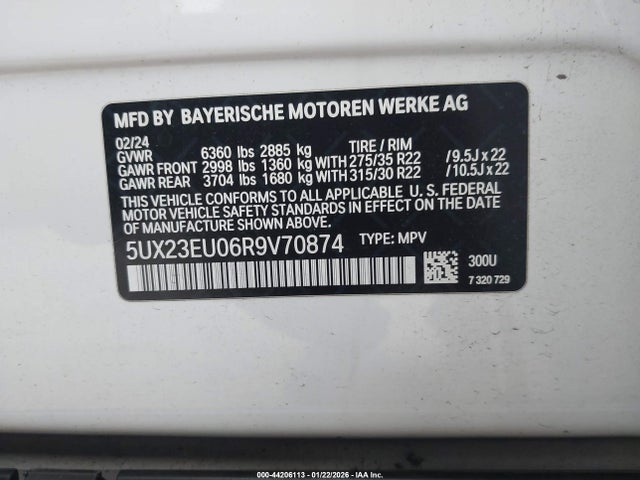 MFD BY BAYERISCHE MOTOREN WERKE AG
02/24 TIRE / RIM
GVWR 6360 lbs 2885 kg
GAWR FRONT 2998 lbs 1360 kg WITH 275/35 R22 /9.5J x 22
GAWR REAR 3704 lbs 1680 kg WITH 315/30 R22 /10.5J x 22
THIS VEHICLE CONFORMS TO ALL APPLICABLE U. S. FEDERAL
MOTOR VEHICLE SAFETY STANDARDS IN EFFECT ON THE DATE
OF MANUFACTURE SHOWN ABOVE.
5UX23EU06R9V70874 TYPE: MPV
300U
7 320 729
000-44206113 - 01/22/2026 - IAA Inc.